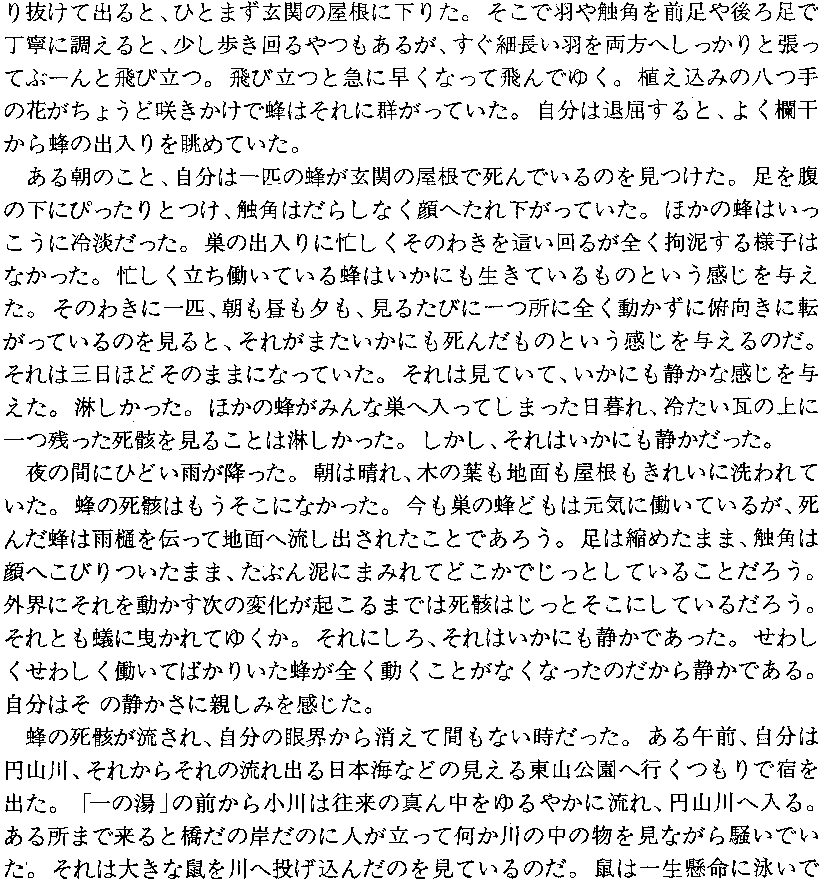 り抜けて出ると、ひとまず玄関の屋根に下りた。そこで羽や触角を前足や後ろ足で
丁寧に調えると、少し歩き回るやつもあるが、すぐ細長い羽を両方へしっかりと張っ
てぶーんと飛び立つ。飛び立つと急に早くなって飛んでゆく。植え込みの八つ手
の花がちょうど咲きかけで蜂はそれに群がっていた。自分は退屈すると、よく欄干
から蜂の出入りを眺めていた。
ある朝のこと、自分は一匹の蜂が玄関の屋根で死んでいるのを見つけた。足を腹
の下にぴったりとつけ、触角はだらしなく顔へたれ下がっていた。ほかの蜂はいっ
こうに冷淡だった。巣の出入りに忙しくそのわきを這い回るが全く拘泥する様子は
なかった。忙しく立ち働いている蜂はいかにも生きているものという感じを与え
た。そのわきに一匹、朝も昼も夕も、見るたびに一つ所に全く動かずに俯向きに転
がっているのを見ると、それがまたいかにも死んだものという感じを与えるのだ。
それは三日ほどそのままになっていた。それは見ていて、いかにも静かな感じを与
えた。淋しかった。ほかの蜂がみんな巣へ入ってしまった日暮れ、冷たい瓦の上に
一つ残った死骸を見ることは淋しかった。しかし、それはいかにも静かだった。
夜の間にひどい雨が降った。朝は晴れ、木の葉も地面も屋根もきれいに洗われて
いた。蜂の死骸はもうそこになかった。今も巣の蜂どもは元気に働いているが、死
んだ蜂は雨樋を伝って地面へ流し出されたことであろう。足は縮めたまま、触角は
顔へこびりついたまま、たぶん泥にまみれてどこかでじっとしていることだろう。
外界にそれを動かす次の変化が起こるまでは死骸はじっとそこにしているだろう。
それとも蟻に曳かれてゆくか。それにしろ、それはいかにも静かであった。せわし
くせわしく働いてばかりいた蜂が全く動くことがなくなったのだから静かである。
自分はそ の静かさに親しみを感じた。
蜂の死骸が流され、自分の眼界から消えて間もない時だった。ある午前、自分は
円山川、それからそれの流れ出る日本海などの見える東山公園へ行くつもりで宿を
出た。「一の湯」の前から小川は往来の真ん中をゆるやかに流れ、円山川へ入る。
ある所まで来ると橋だの岸だのに人が立って何か川の中の物を見ながら騒いでい
た。それは大きな鼠を川へ投げ込んだのを見ているのだ。鼠は一生懸命に泳いで